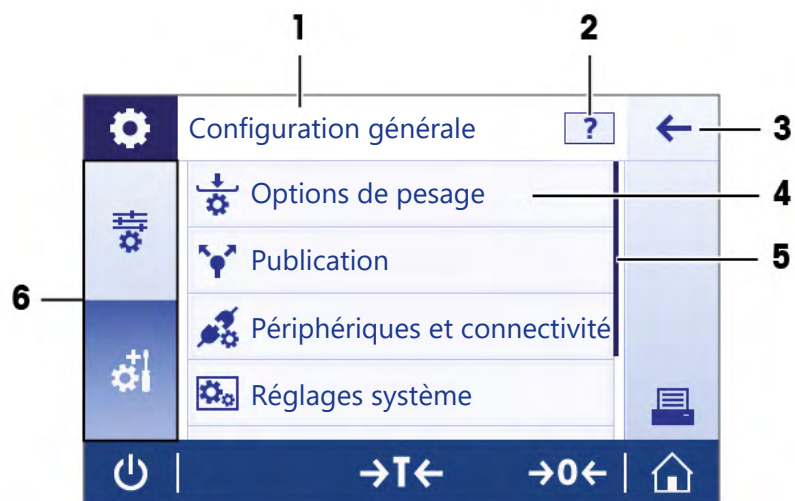 1
2
Configuration générale
?
3
Options de pesage
4
Publication
5
Périphériques et connectivité
6
Réglages système
→T←
→0←